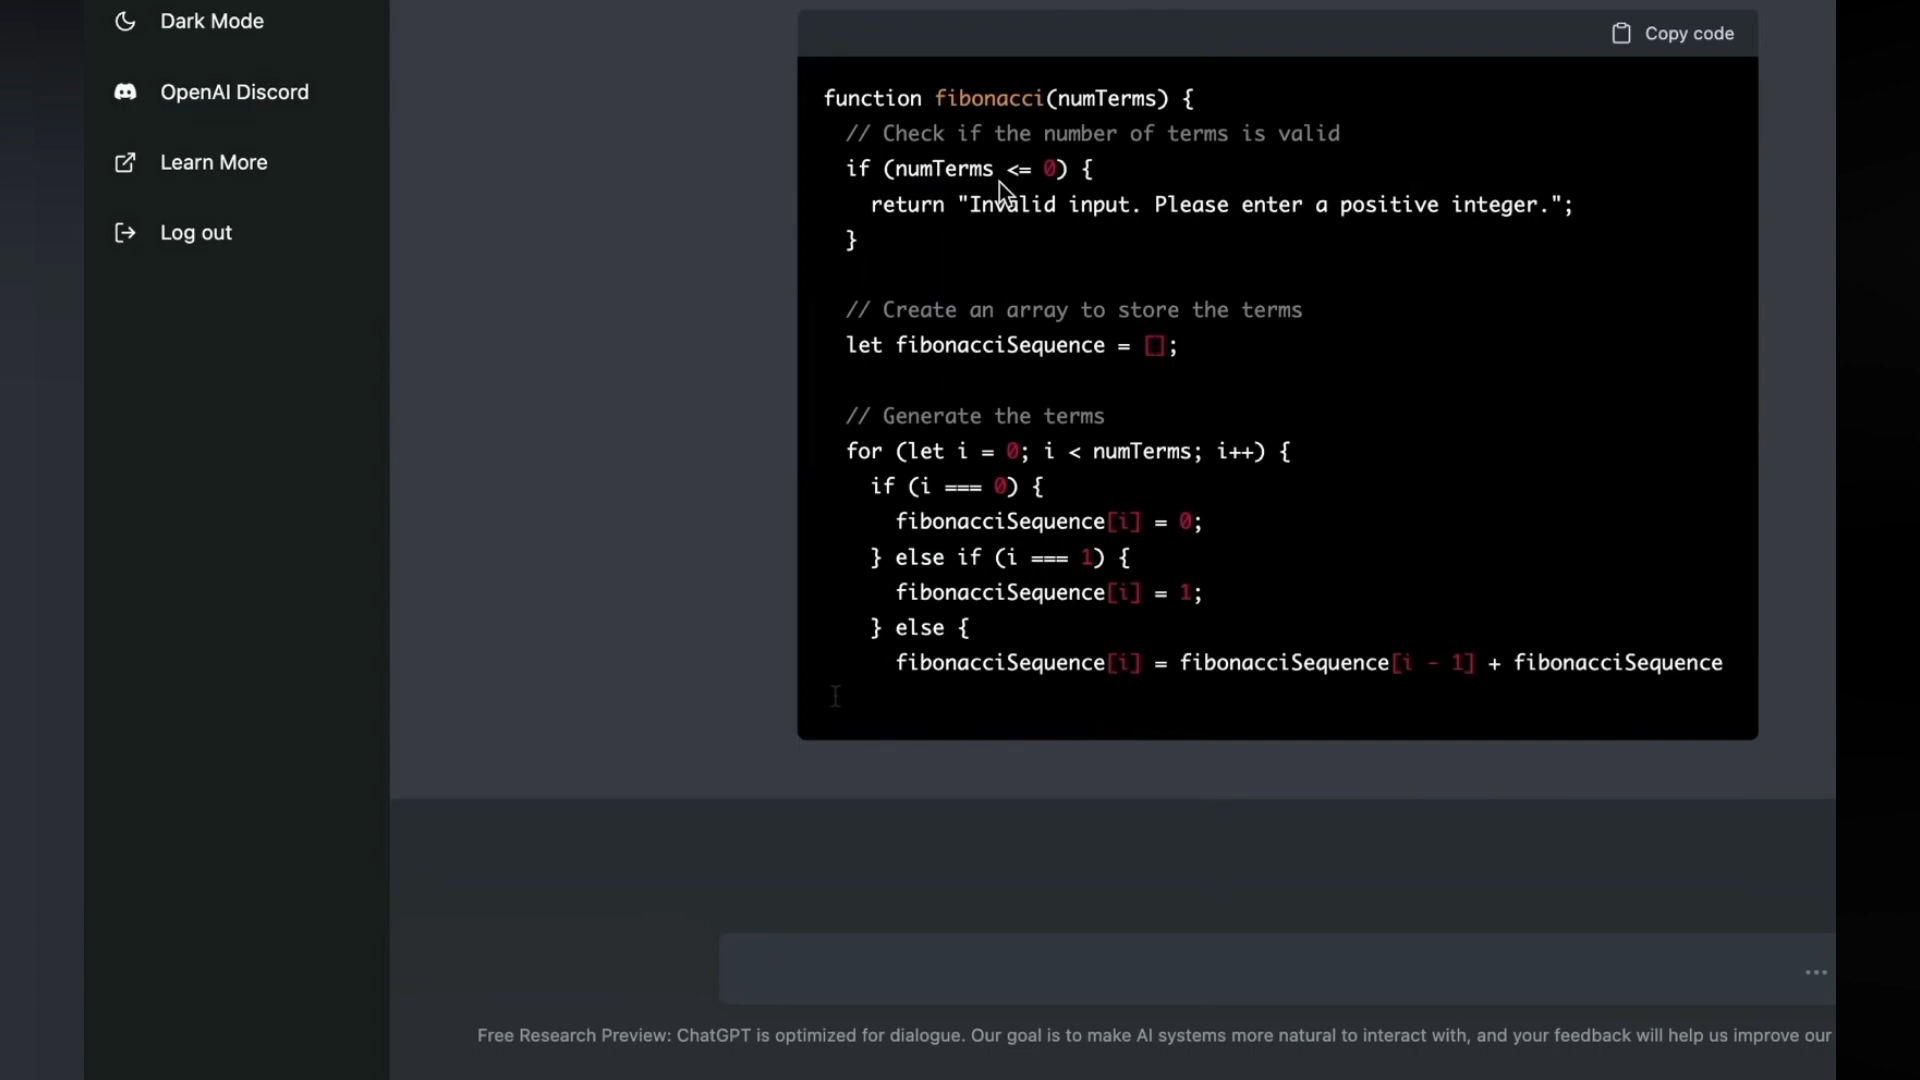 Dark Mode
OpenAI Discord
Learn More
Log out
Copy code
function fibonacci(numTerms) {
// Check if the number of terms is valid
if (numTerms <= 0) {
return "Invalid input. Please enter a positive integer.";
}
// Create an array to store the terms
let fibonacciSequence = [];
// Generate the terms
for (let i = 0; i < numTerms; i++) {
if (i === 0) {
fibonacciSequence[i] = 0;
} else if (i === 1) {
fibonacciSequence[i] = 1;
} else {
fibonacciSequence[i] = fibonacciSequence[i - 1] + fibonacciSequence
Free Research Preview: ChatGPT is optimized for dialogue. Our goal is to make AI systems more natural to interact with, and your feedback will help us improve our